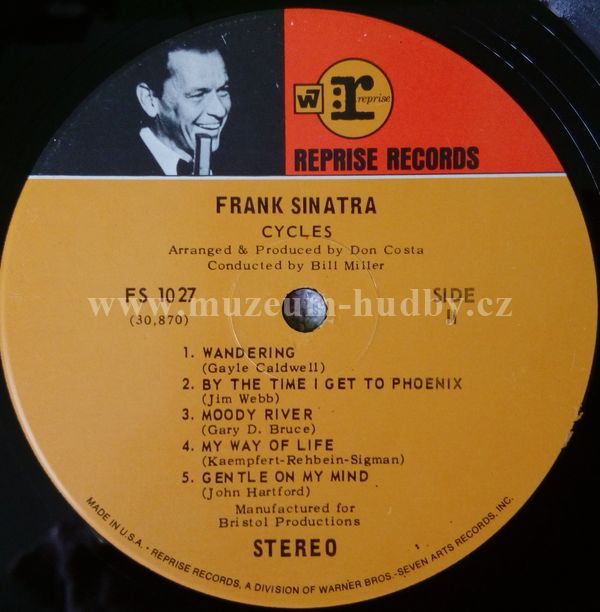 W7 r: reprise
REPRISE RECORDS
FRANK SINATRA
CYCLES
Arranged & Produced by Don Costa
Conducted by Bill Miller
FS 1027
SIDE
(30,870)
II
www.muzeum-hudby.cz
1. WANDERING
(Gayle Caldwell)
2. BY THE TIME I GET TO PHOENIX
(Jim Webb)
3. MOODY RIVER
(Gary D. Bruce)
4. MY WAY OF LIFE
(Kaempfert-Rehbein-Sigman)
5. GENTLE ON MY MIND
(John Hartford)
Manufactured for
Bristol Productions
STEREO
MADE IN U.S.A. - REPRISE RECORDS, A DIVISION OF WARNER BROS.-SEVEN ARTS RECORDS, INC.